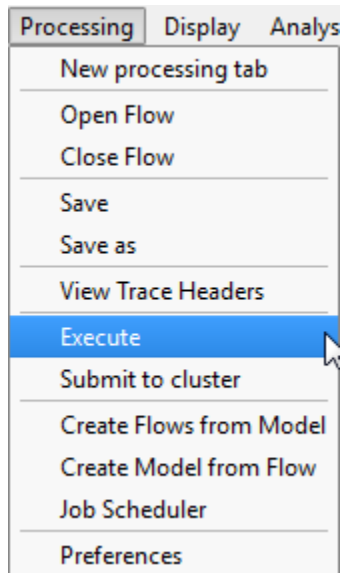 Processing Display Analys
New processing tab
Open Flow
Close Flow
Save
Save as
View Trace Headers
Execute
Submit to cluster
Create Flows from Model
Create Model from Flow
Job Scheduler
Preferences